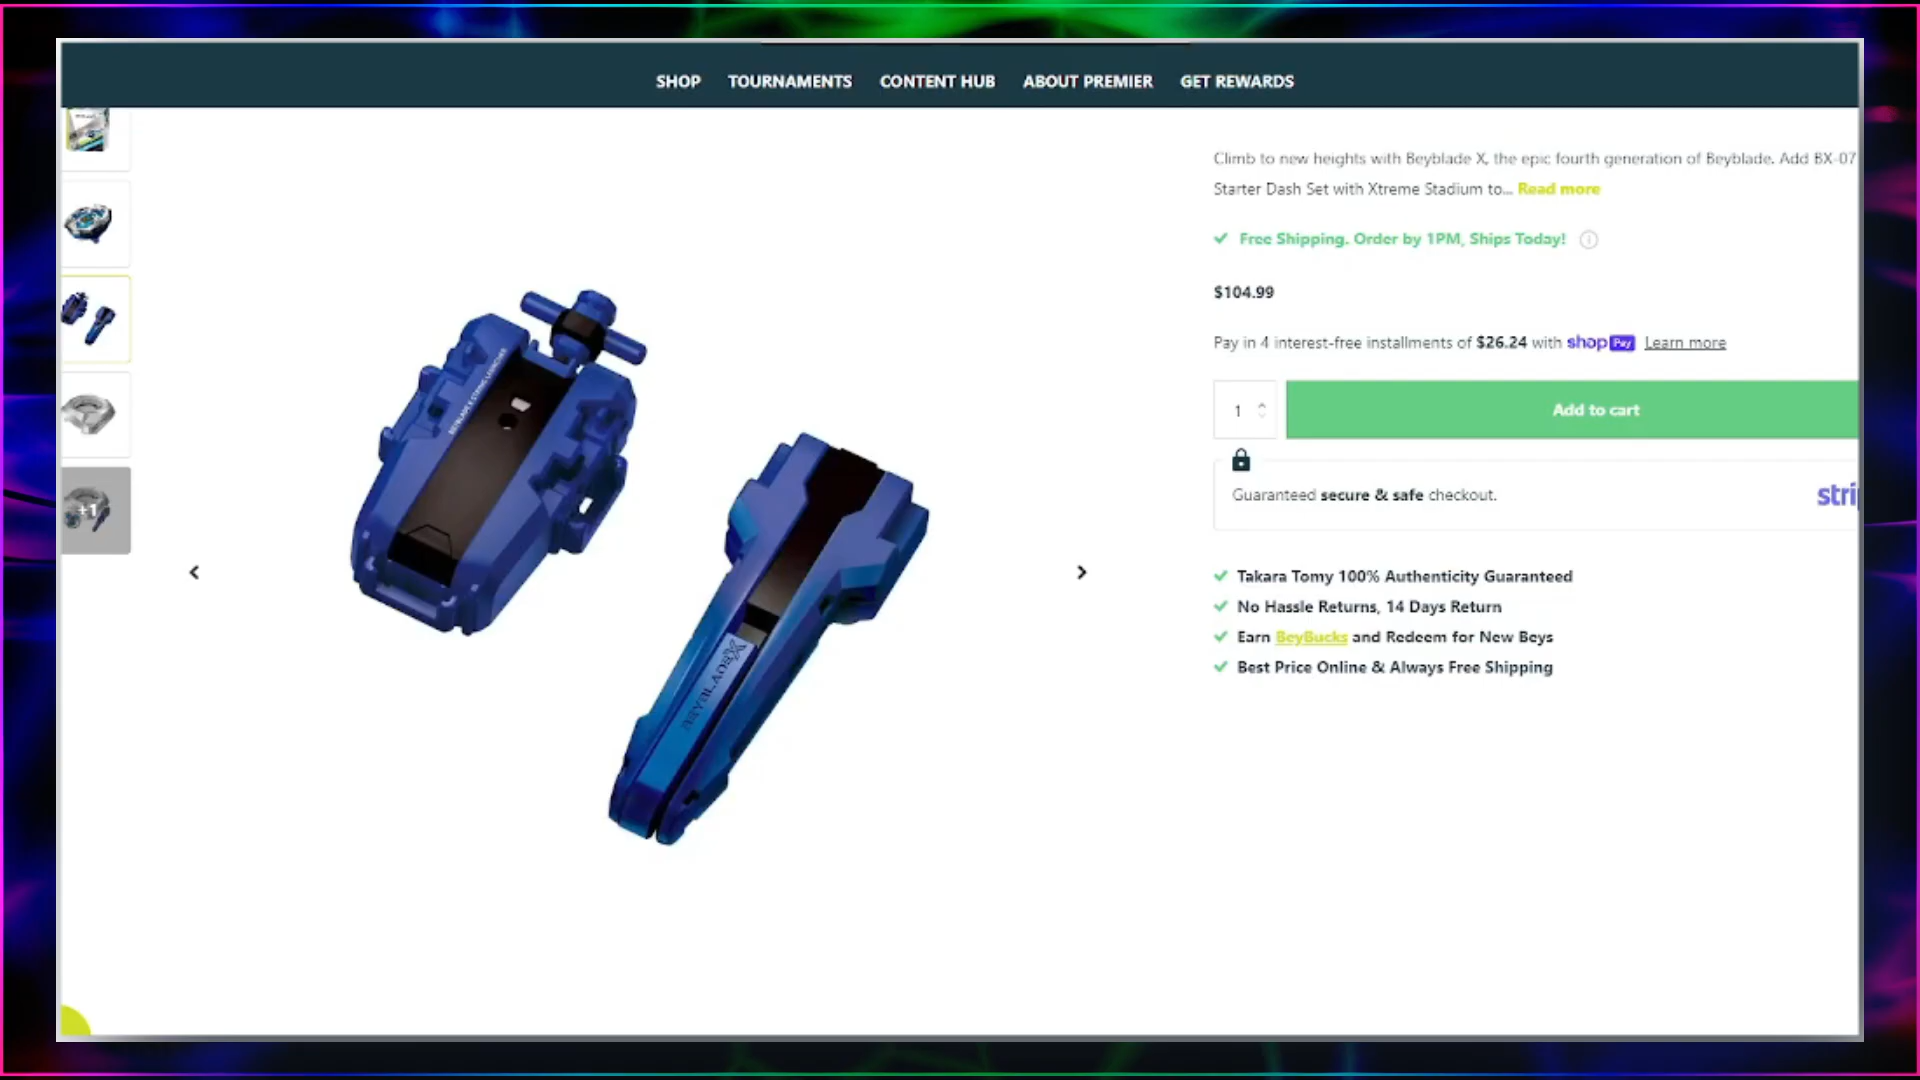 SHOP TOURNAMENTS CONTENT HUB ABOUT PREMIER GET REWARDS
Climb to new heights with Beyblade X, the epic fourth generation of Beyblade. Add BX-07
Starter Dash Set with Xtreme Stadium to... Read more
Free Shipping. Order by 1PM, Ships Today!
$104.99
Pay in 4 interest-free installments of $26.24 with shop Pay Learn more
1
Add to cart
Guaranteed secure & safe checkout.
stri
Takara Tomy 100% Authenticity Guaranteed
No Hassle Returns, 14 Days Return
Earn BeyBucks and Redeem for New Beys
Best Price Online & Always Free Shipping
+1
BEYBLADE X STRING LAUNCHER
BEYBLADE X